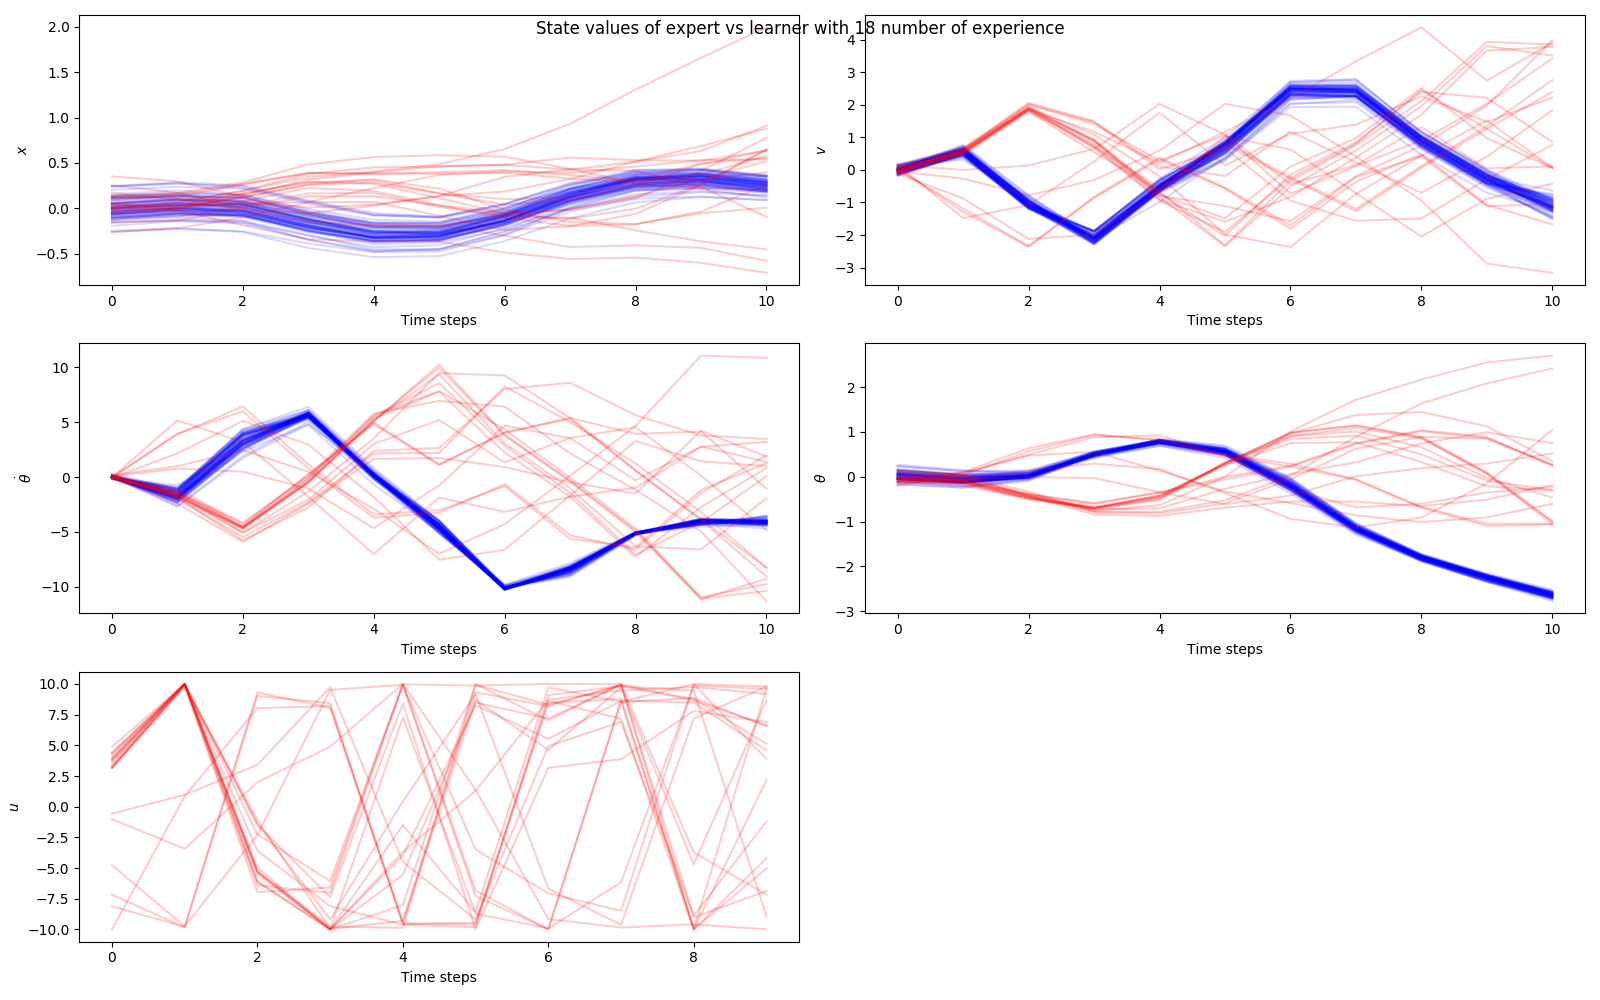 State values of expert vs learner with 18 number of experience
2.0
1.5
1.0
0.5
0.0
−0.5
x
0 2 4 6 8 10
Time steps
4
3
2
1
0
−1
−2
−3
v
0 2 4 6 8 10
Time steps
10
5
0
−5
−10
θ̇
0 2 4 6 8 10
Time steps
2
1
0
−1
−2
−3
θ
0 2 4 6 8 10
Time steps
10.0
7.5
5.0
2.5
0.0
−2.5
−5.0
−7.5
−10.0
u
0 2 4 6 8
Time steps